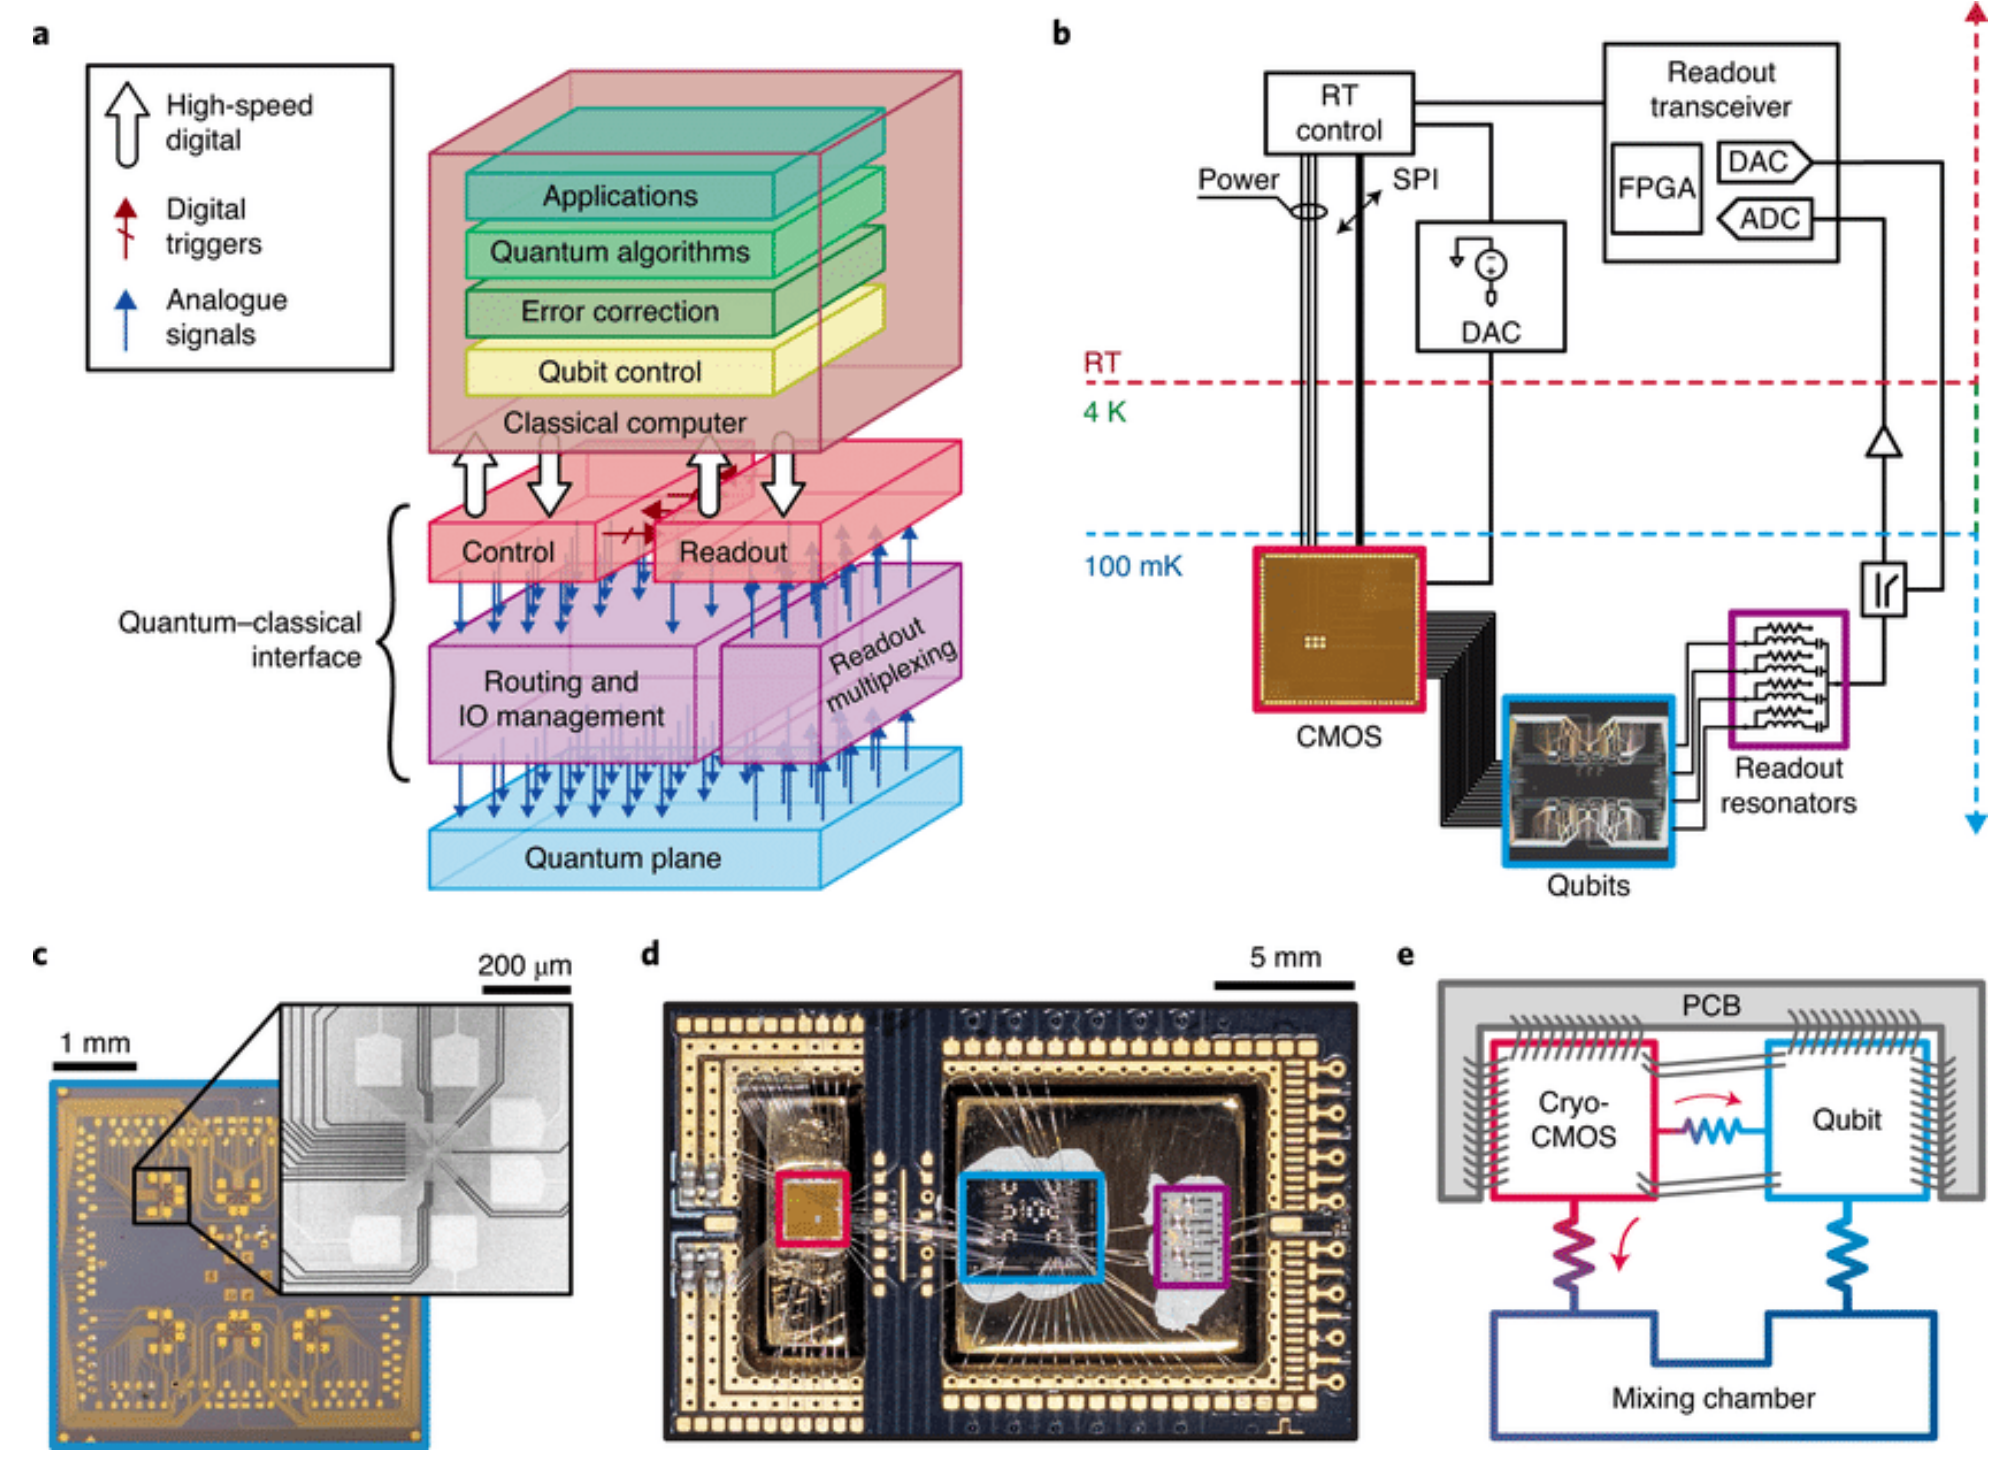 a
High-speed
digital
Digital
triggers
Analogue
signals
Applications
Quantum algorithms
Error correction
Qubit control
Classical computer
Control
Readout
Quantum–classical
interface
Routing and
IO management
Readout
multiplexing
Quantum plane
b
RT
control
Readout
transceiver
FPGA
DAC
ADC
Power
SPI
DAC
RT
4 K
100 mK
CMOS
Qubits
Readout
resonators
c
200 μm
1 mm
d
5 mm
e
PCB
Cryo-
CMOS
Qubit
Mixing chamber